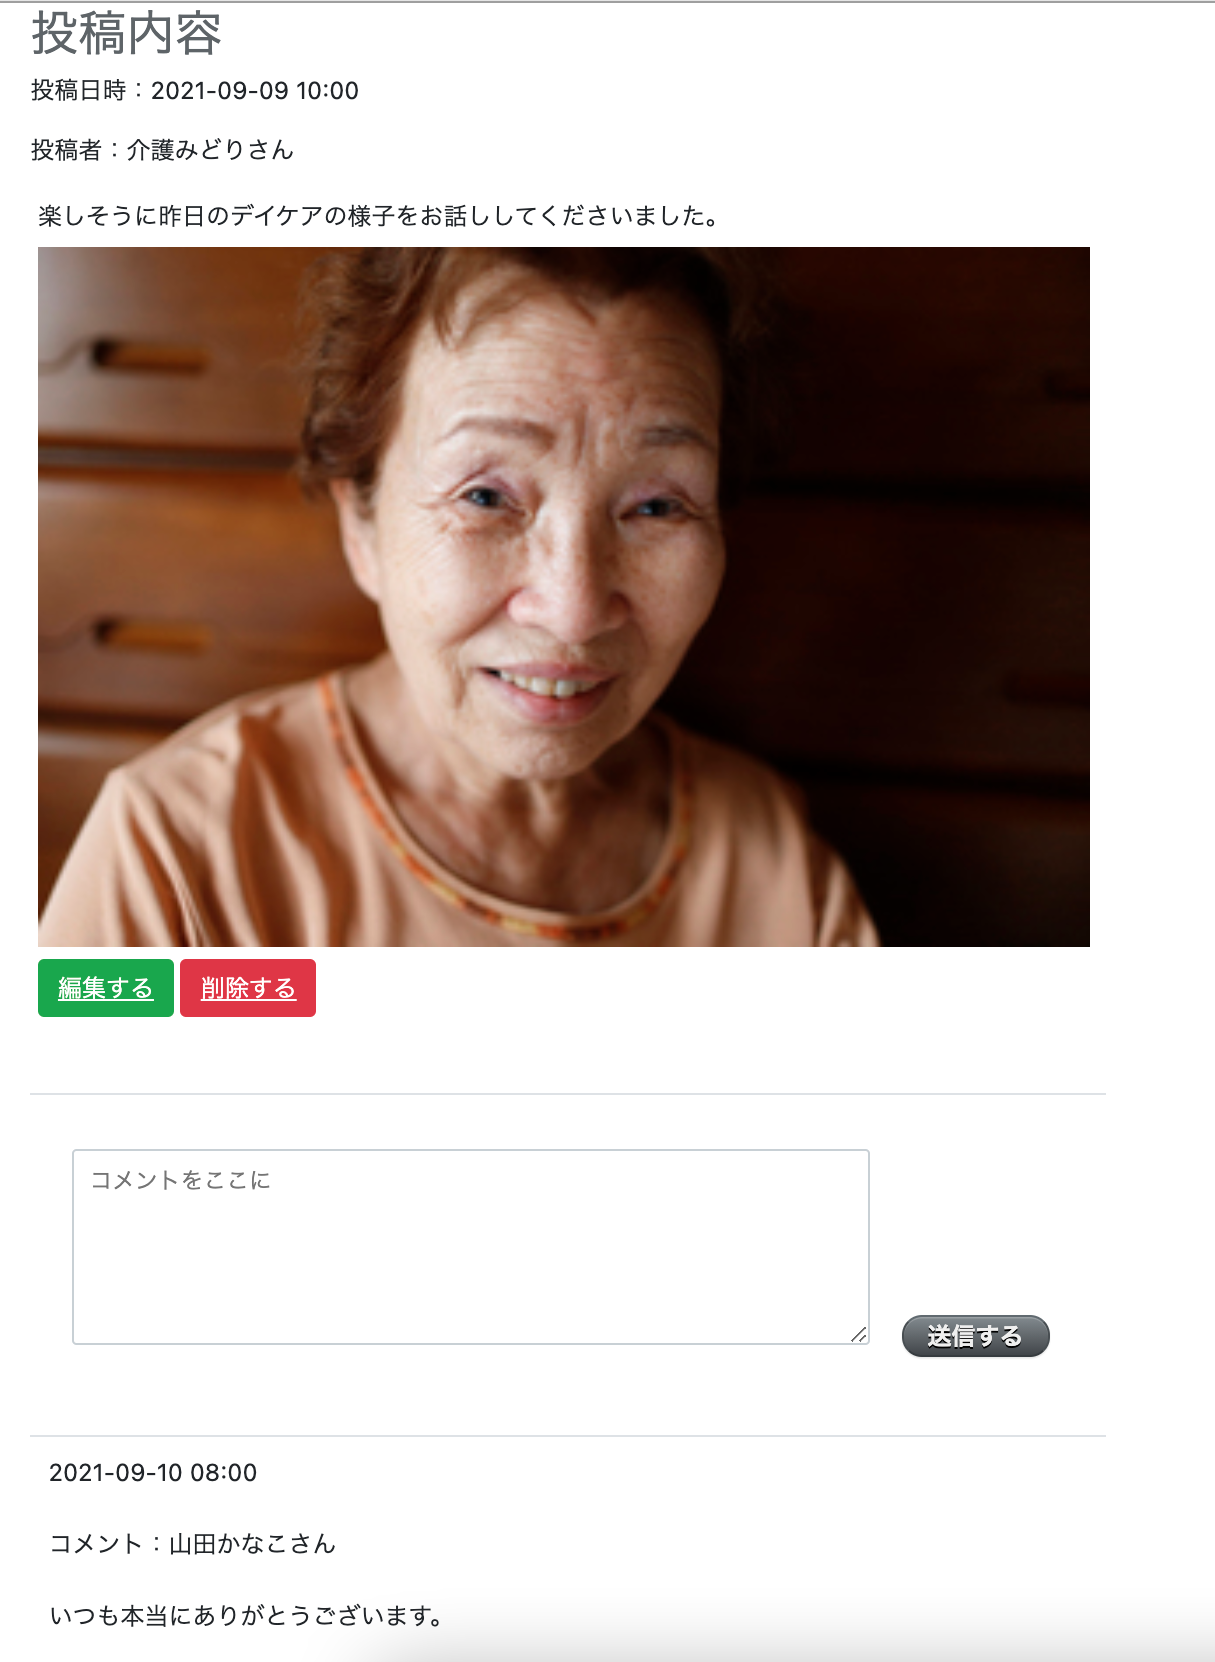 投稿内容
投稿日時：2021-09-09 10:00
投稿者：介護みどりさん
楽しそうに昨日のデイケアの様子をお話ししてくださいました。
編集する 削除する
コメントをここに
送信する
2021-09-10 08:00
コメント：山田かなこさん
いつも本当にありがとうございます。